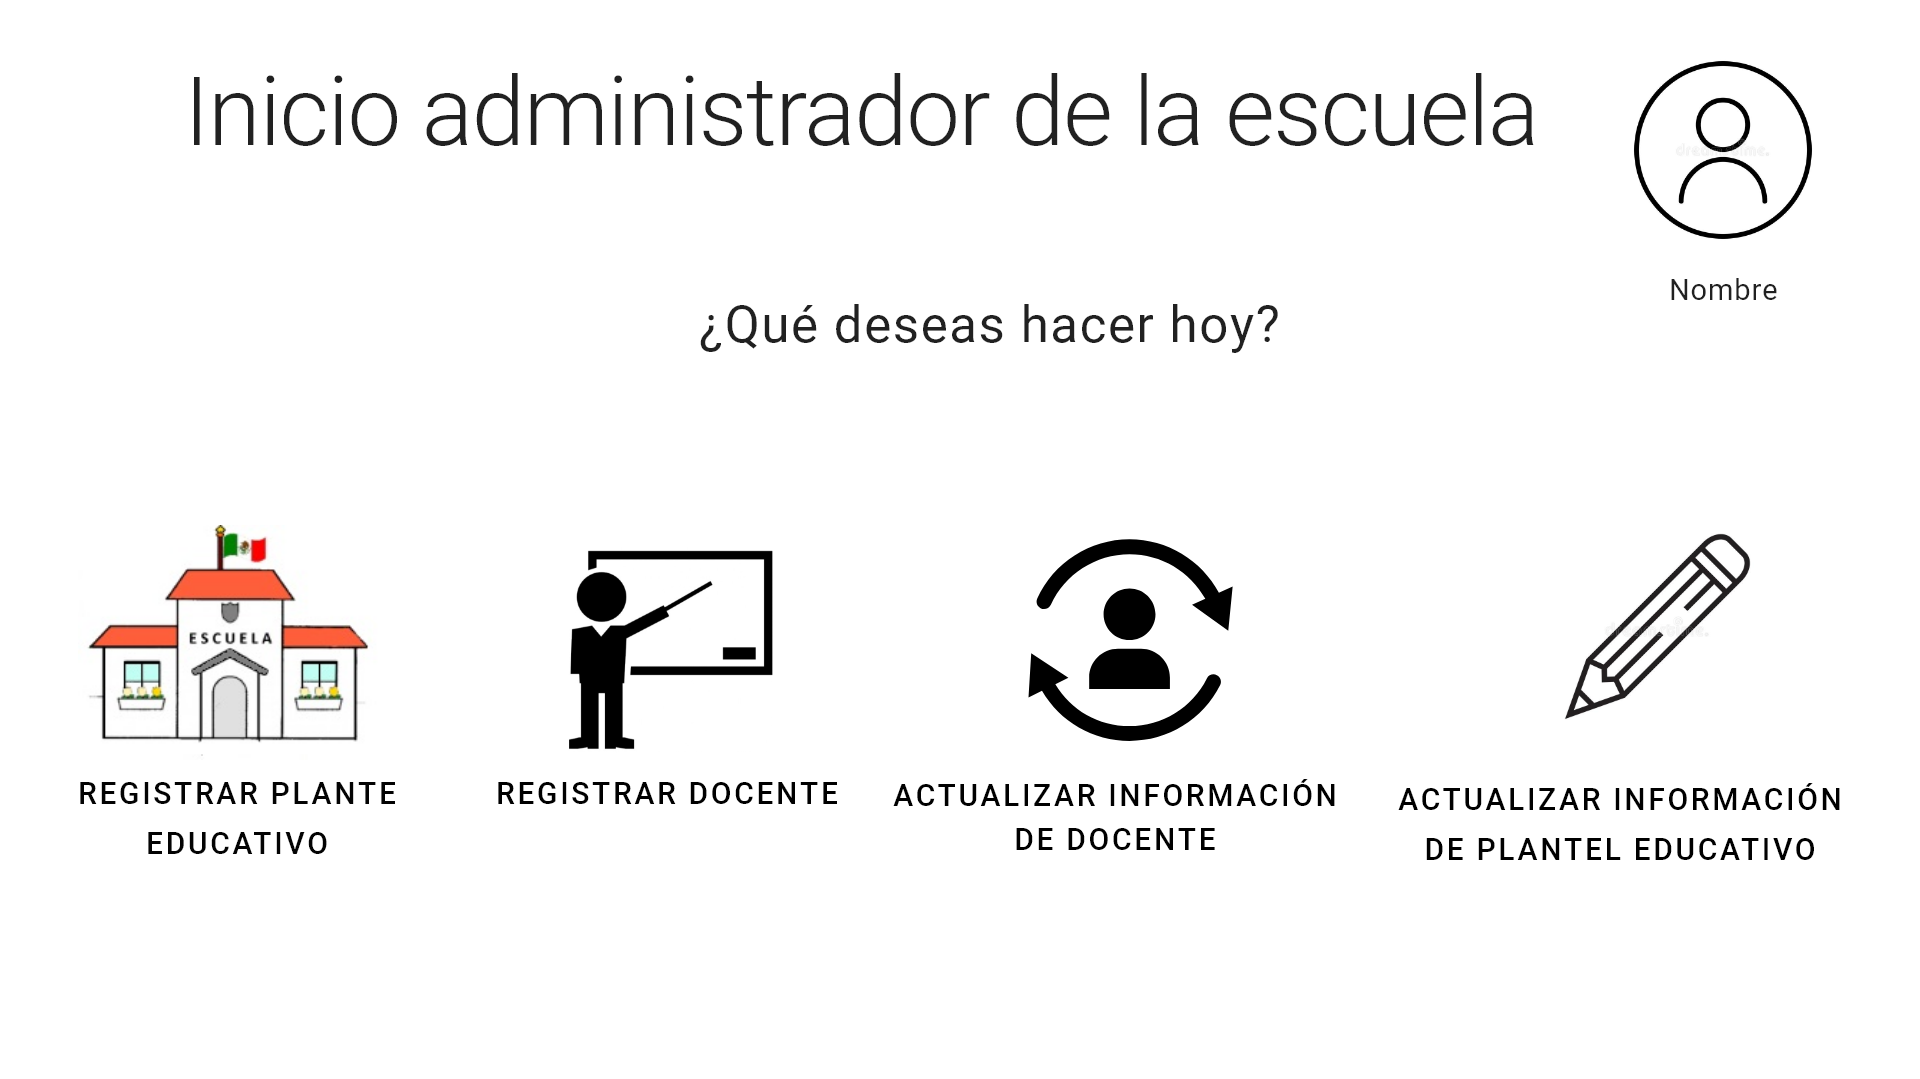 Inicio administrador de la escuela
Nombre
¿Qué deseas hacer hoy?
ESCUELA
REGISTRAR PLANTE
EDUCATIVO
REGISTRAR DOCENTE
ACTUALIZAR INFORMACIÓN
DE DOCENTE
ACTUALIZAR INFORMACIÓN
DE PLANTEL EDUCATIVO